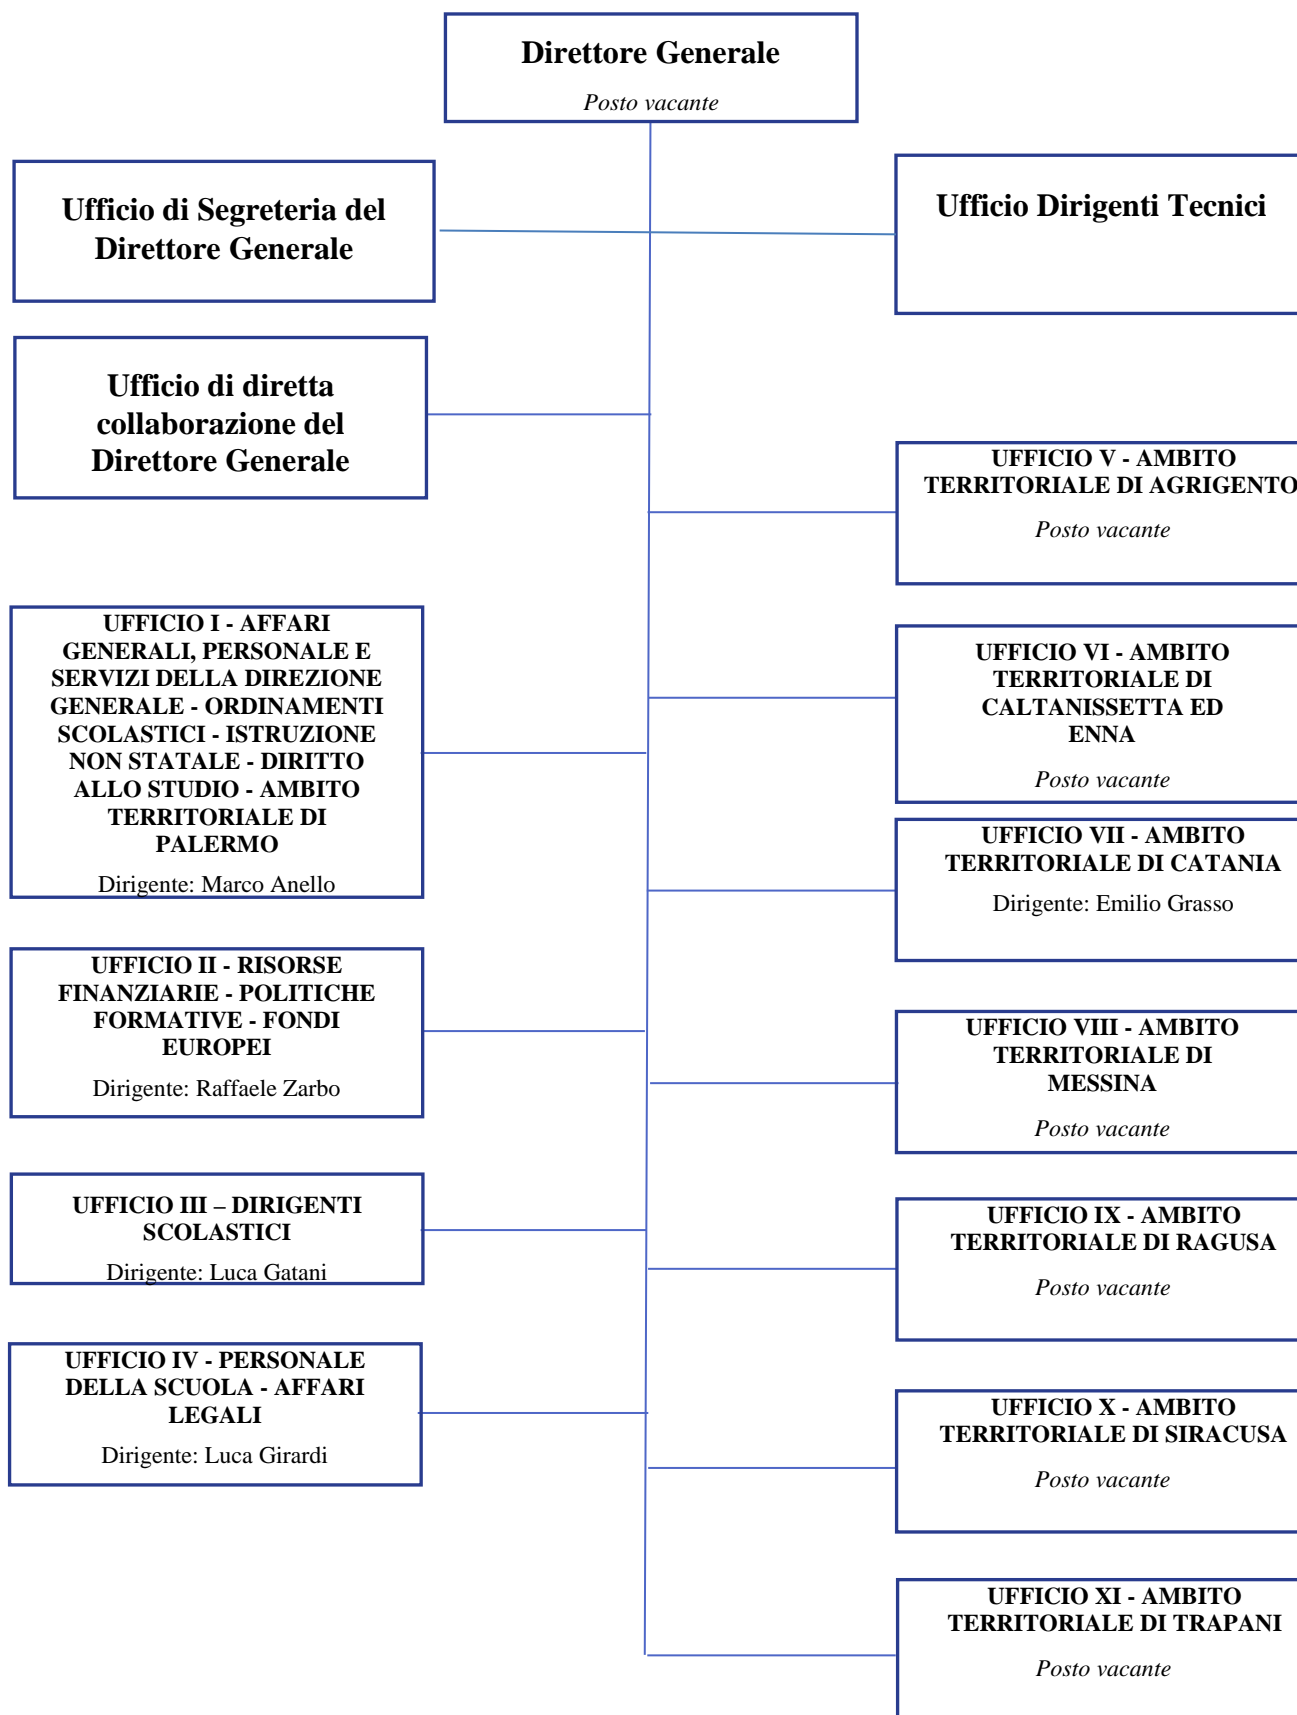 Direttore Generale
Posto vacante
Ufficio di Segreteria del
Direttore Generale
Ufficio Dirigenti Tecnici
Ufficio di diretta
collaborazione del
Direttore Generale
UFFICIO I - AFFARI
GENERALI, PERSONALE E
SERVIZI DELLA DIREZIONE
GENERALE - ORDINAMENTI
SCOLASTICI - ISTRUZIONE
NON STATALE - DIRITTO
ALLO STUDIO - AMBITO
TERRITORIALE DI
PALERMO
Dirigente: Marco Anello
UFFICIO II - RISORSE
FINANZIARIE - POLITICHE
FORMATIVE - FONDI
EUROPEI
Dirigente: Raffaele Zarbo
UFFICIO III – DIRIGENTI
SCOLASTICI
Dirigente: Luca Gatani
UFFICIO IV - PERSONALE
DELLA SCUOLA - AFFARI
LEGALI
Dirigente: Luca Girardi
UFFICIO V - AMBITO
TERRITORIALE DI AGRIGENTO
Posto vacante
UFFICIO VI - AMBITO
TERRITORIALE DI
CALTANISSETTA ED
ENNA
Posto vacante
UFFICIO VII - AMBITO
TERRITORIALE DI CATANIA
Dirigente: Emilio Grasso
UFFICIO VIII - AMBITO
TERRITORIALE DI
MESSINA
Posto vacante
UFFICIO IX - AMBITO
TERRITORIALE DI RAGUSA
Posto vacante
UFFICIO X - AMBITO
TERRITORIALE DI SIRACUSA
Posto vacante
UFFICIO XI - AMBITO
TERRITORIALE DI TRAPANI
Posto vacante